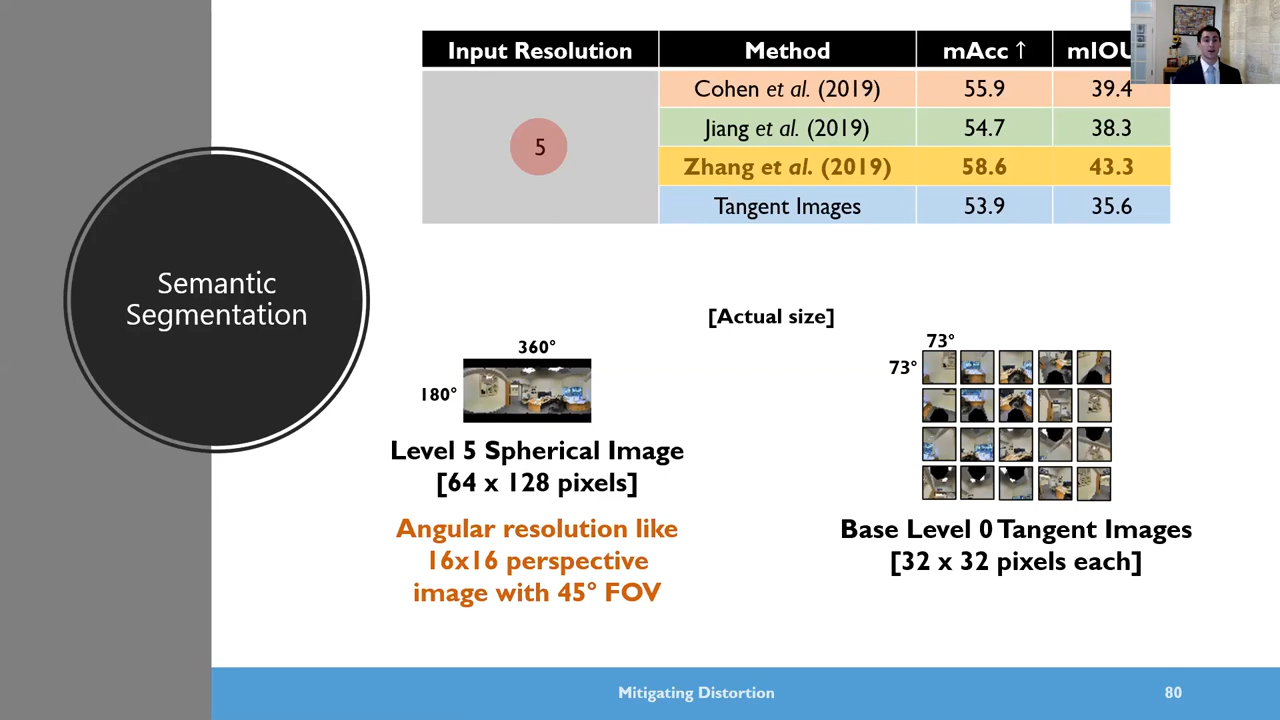 Input Resolution Method mAcc ↑ mIOU
5
Cohen et al. (2019) 55.9 39.4
Jiang et al. (2019) 54.7 38.3
Zhang et al. (2019) 58.6 43.3
Tangent Images 53.9 35.6
Semantic
Segmentation
[Actual size]
360°
180°
Level 5 Spherical Image
[64 x 128 pixels]
Angular resolution like
16x16 perspective
image with 45° FOV
73°
73°
Base Level 0 Tangent Images
[32 x 32 pixels each]
Mitigating Distortion
80